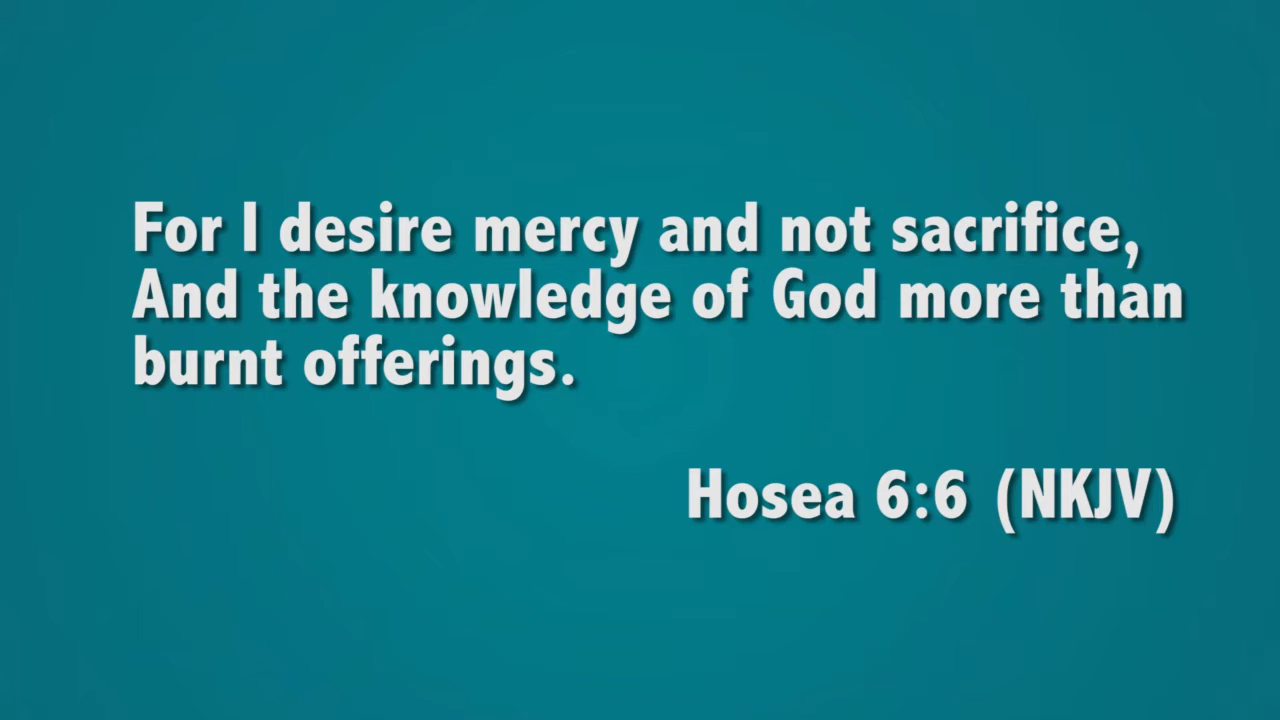 For I desire mercy and not sacrifice,
And the knowledge of God more than
burnt offerings.
Hosea 6:6 (NKJV)